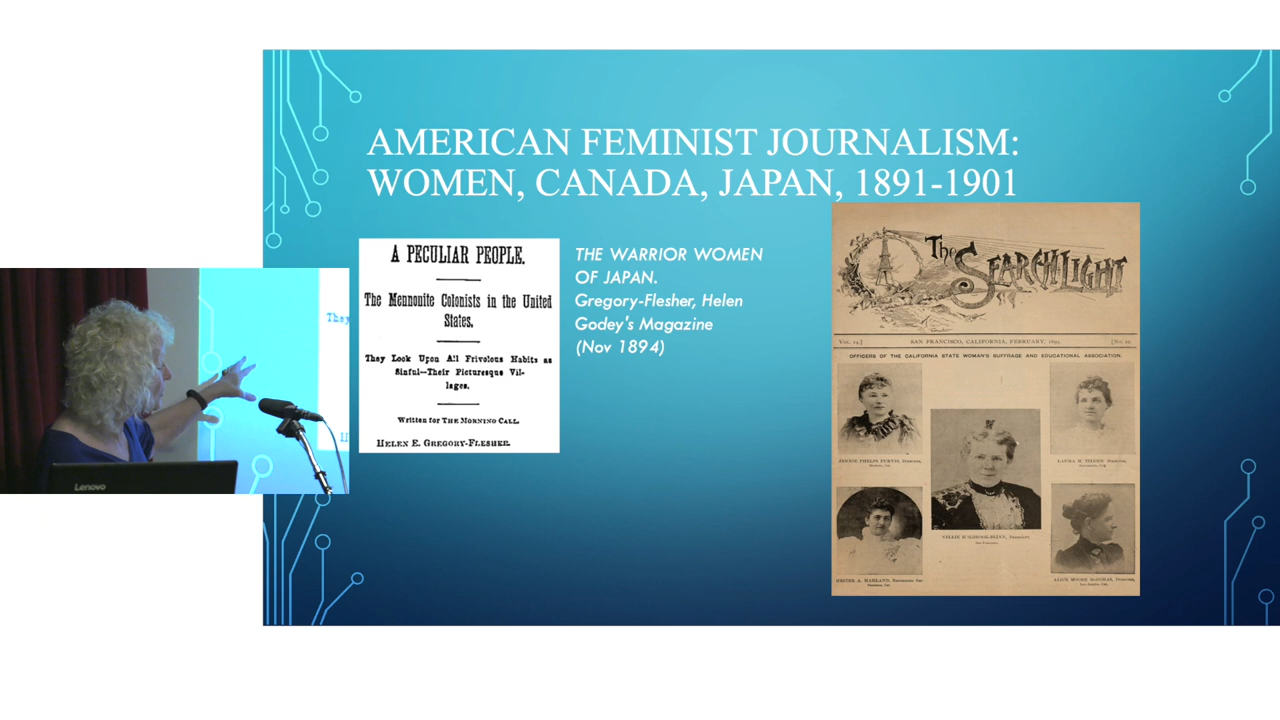 AMERICAN FEMINIST JOURNALISM:
WOMEN, CANADA, JAPAN, 1891-1901
A PECULIAR PEOPLE.
The Mennonite Colonists in the United
States.
They Look Upon All Frivolous Habits as
Sinful—Their Picturesque Vil-
lages.
Written for THE MORNING CALL.
HELEN E. GREGORY-FLESHER.
THE WARRIOR WOMEN
OF JAPAN.
Gregory-Flesher, Helen
Godey's Magazine
(Nov 1894)
The SEARCHLIGHT
VOL. 14.] SAN FRANCISCO, CALIFORNIA, FEBRUARY,
OFFICERS OF THE CALIFORNIA STATE WOMAN'S SUFFRAGE AND EDUCATIONAL ASSOCIATION.
They
Lenovo